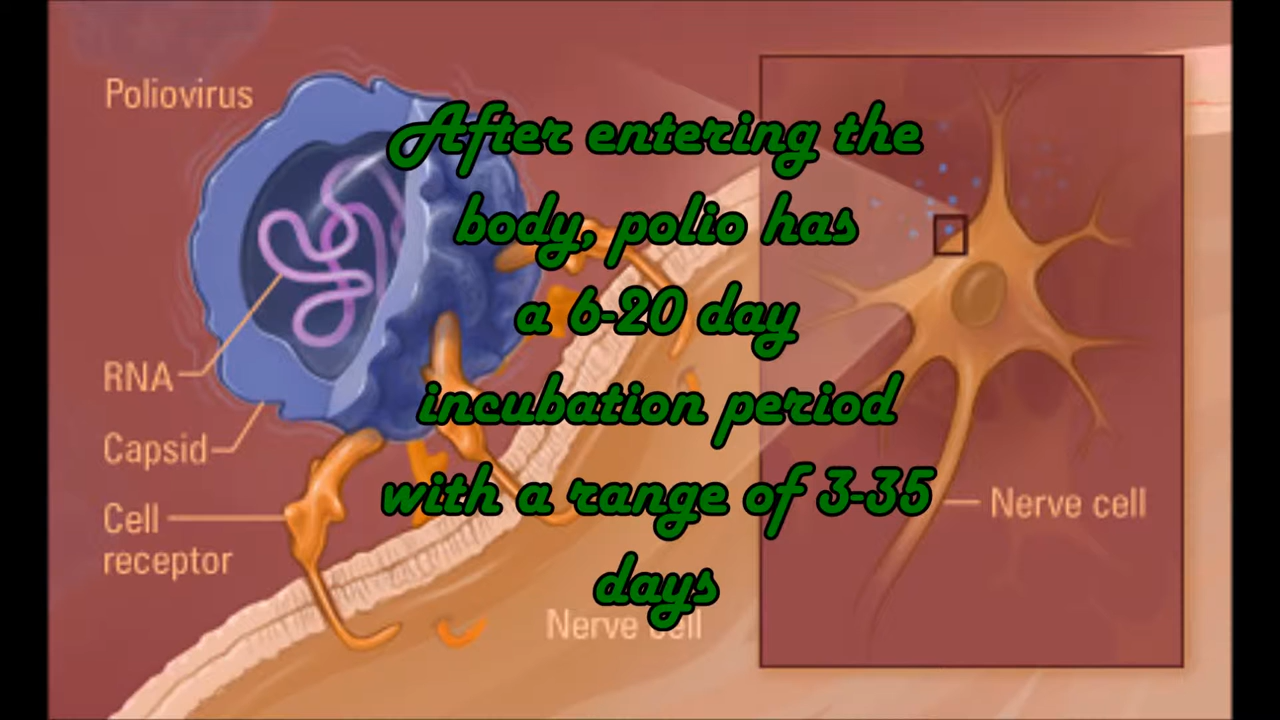 Poliovirus
After entering the
body, polio has
a 6-20 day
incubation period
with a range of 3-35
days
RNA
Capsid
Cell
receptor
Nerve cell
Nerve cell